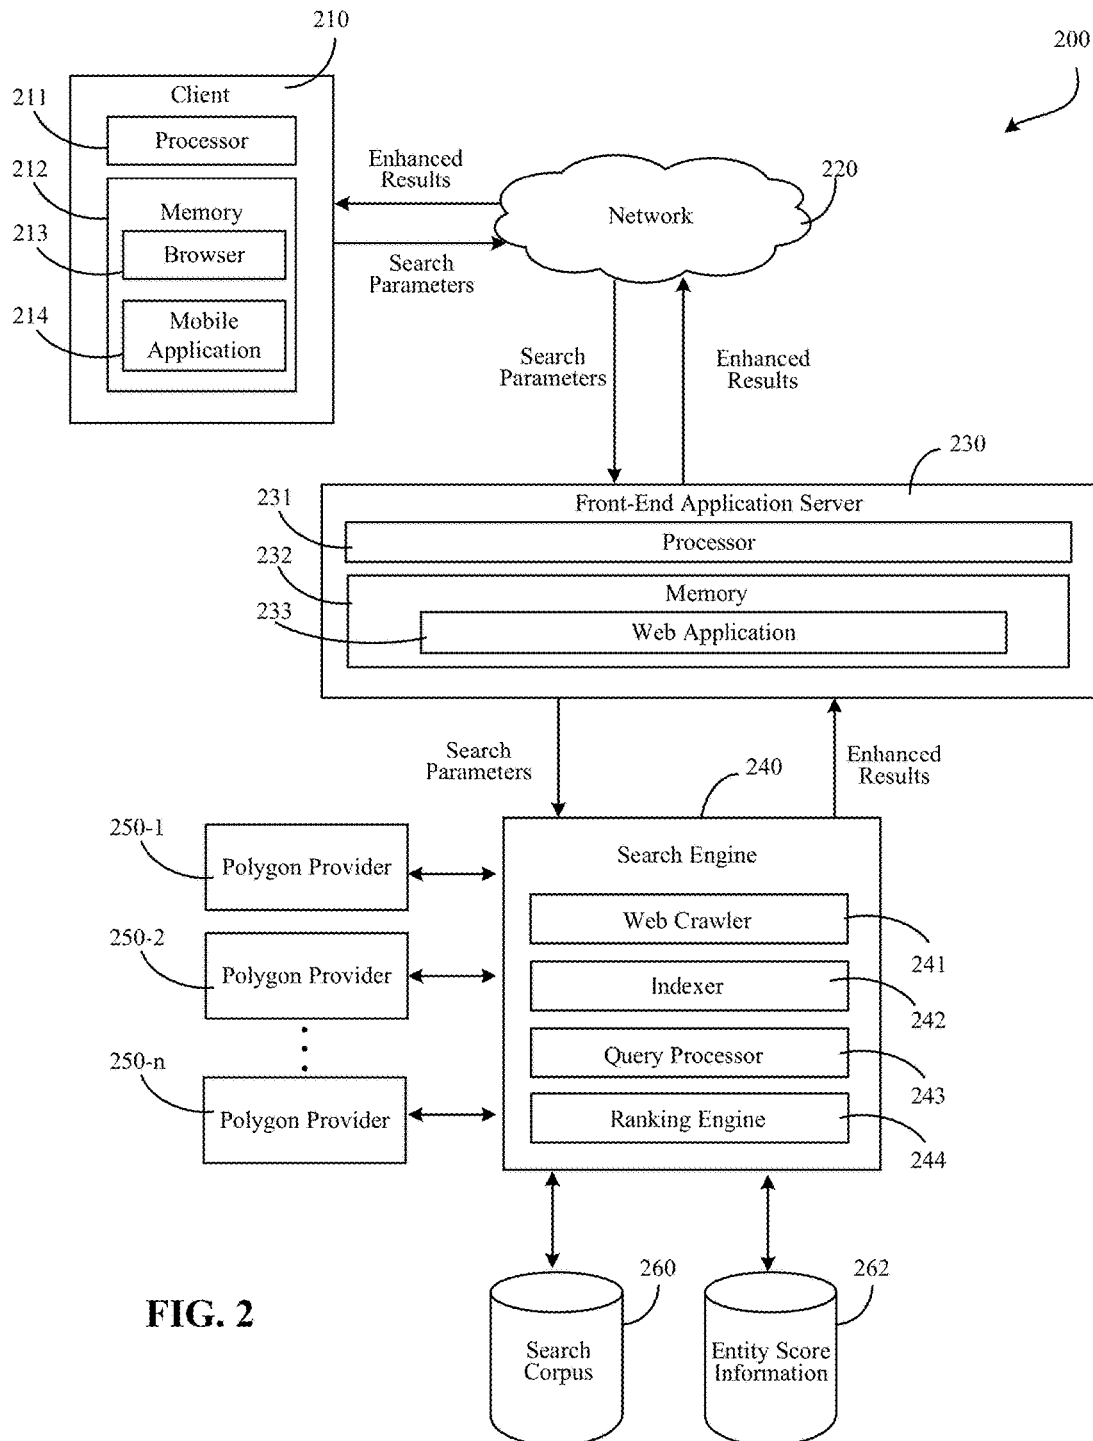 210
200
Client
211
Processor
212
Memory
213
Browser
214
Mobile
Application
Enhanced
Results
Search
Parameters
Network
220
Search
Parameters
Enhanced
Results
230
Front-End Application Server
231
Processor
232
Memory
233
Web Application
Search
Parameters
Enhanced
Results
240
Search Engine
250-1
Polygon Provider
Web Crawler
241
250-2
Polygon Provider
Indexer
242
Query Processor
243
250-n
Polygon Provider
Ranking Engine
244
260
262
FIG. 2
Search
Corpus
Entity Score
Information